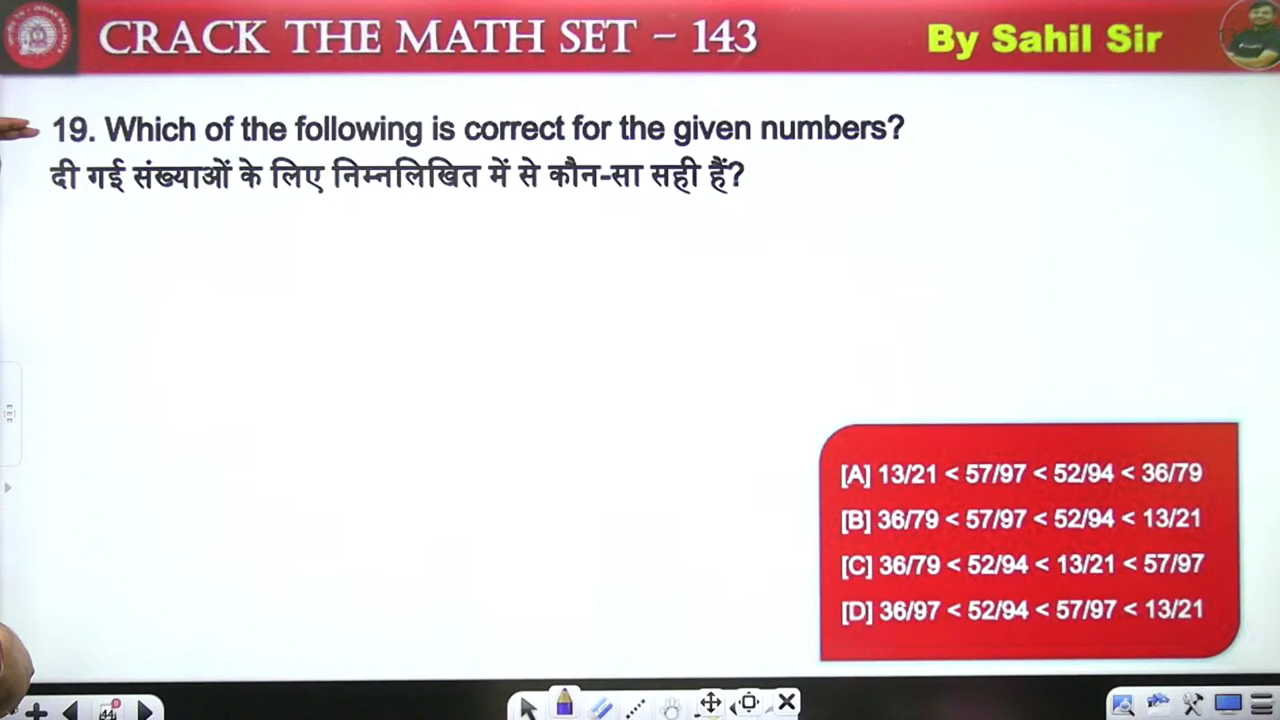 CRACK THE MATH SET – 143
By Sahil Sir
19. Which of the following is correct for the given numbers?
दी गई संख्याओं के लिए निम्नलिखित में से कौन-सा सही हैं?
[A] 13/21 < 57/97 < 52/94 < 36/79
[B] 36/79 < 57/97 < 52/94 < 13/21
[C] 36/79 < 52/94 < 13/21 < 57/97
[D] 36/97 < 52/94 < 57/97 < 13/21
44